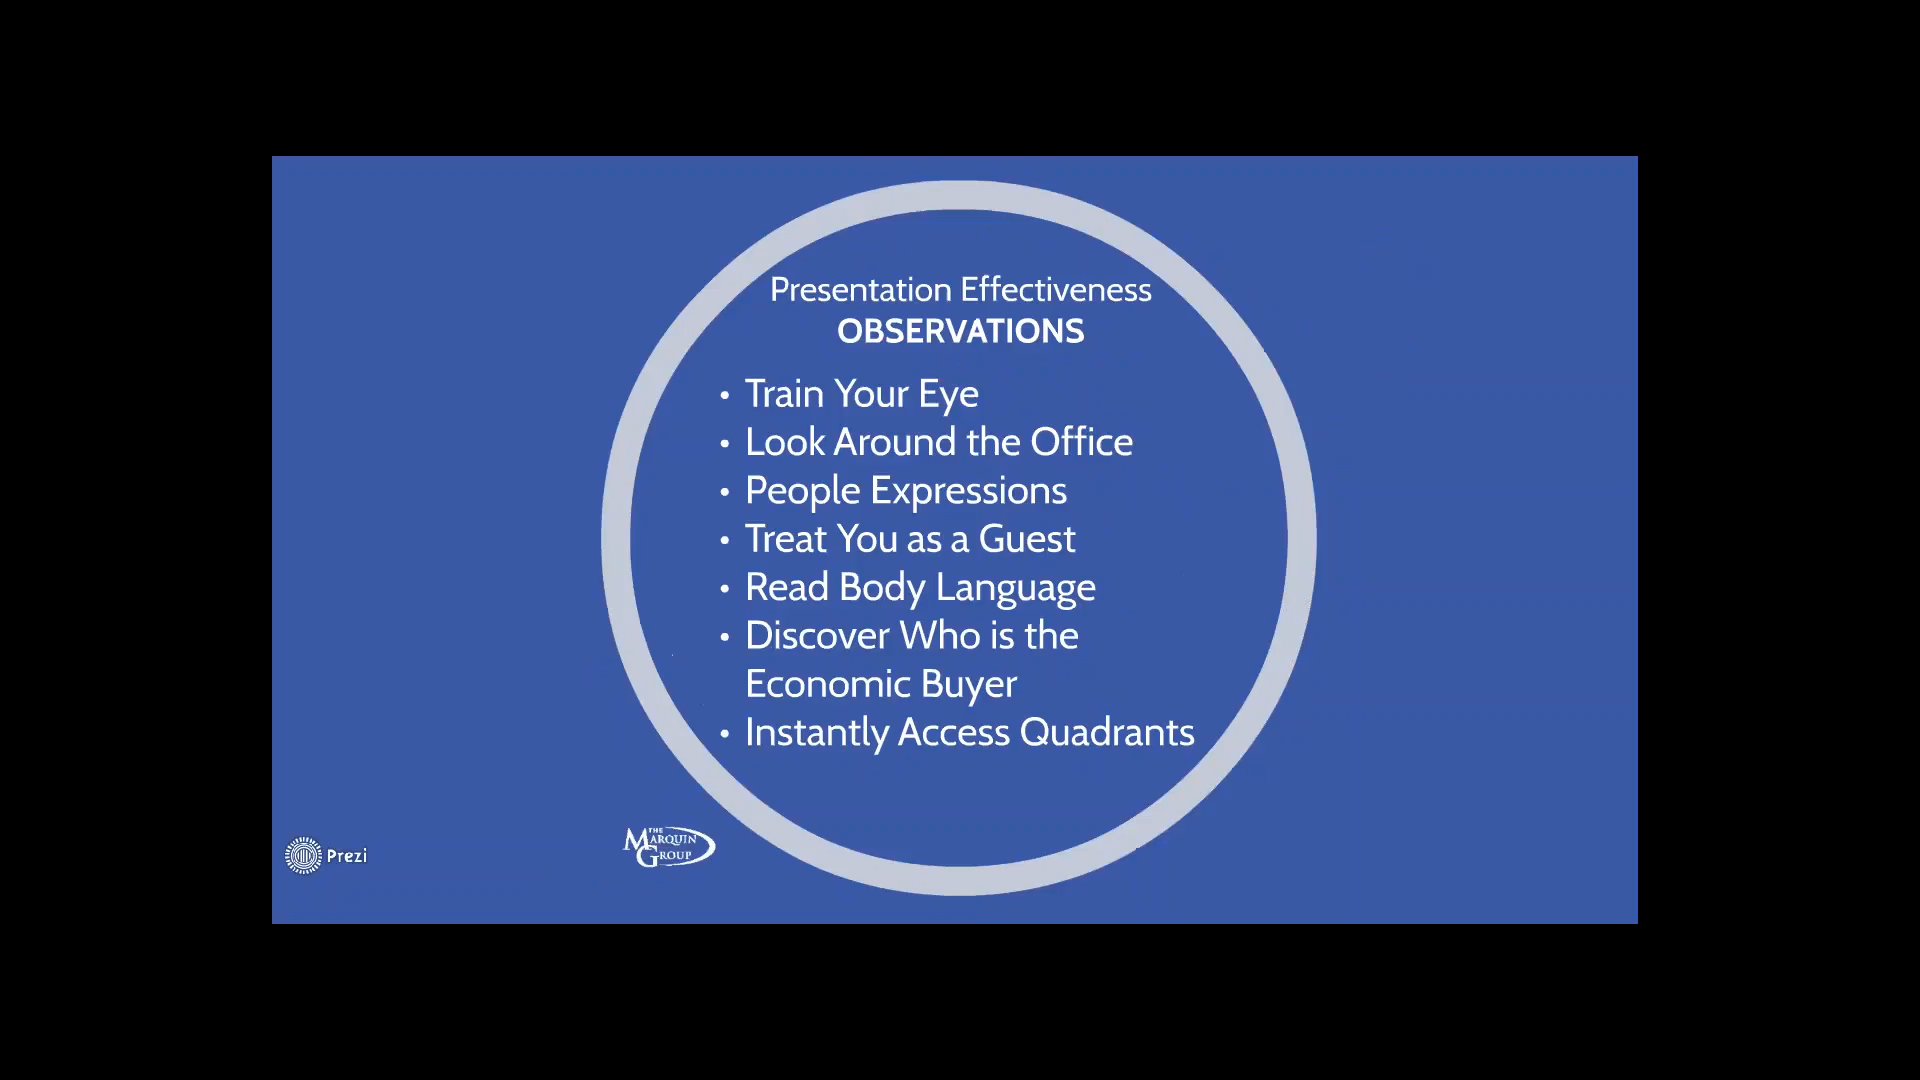 Presentation Effectiveness
OBSERVATIONS
• Train Your Eye
• Look Around the Office
• People Expressions
• Treat You as a Guest
• Read Body Language
• Discover Who is the
Economic Buyer
• Instantly Access Quadrants
THE
MARQUIN
GROUP
Prezi